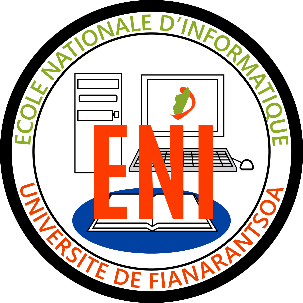 ECOLE NATIONALE D'INFORMATIQUE
ENI
UNIVERSITE DE FIANARANTSOA